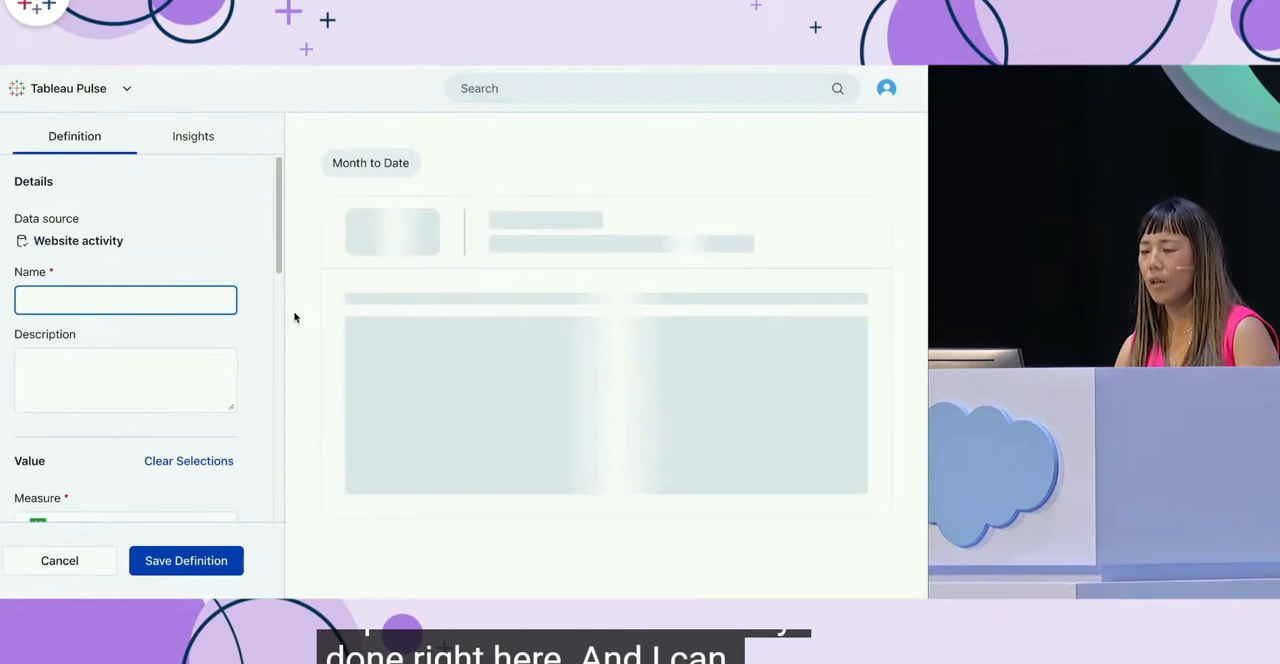 Tableau Pulse
Search
Definition
Insights
Details
Data source
Website activity
Name *
Description
Value
Clear Selections
Measure *
Cancel
Save Definition
Month to Date
done right here. And I can